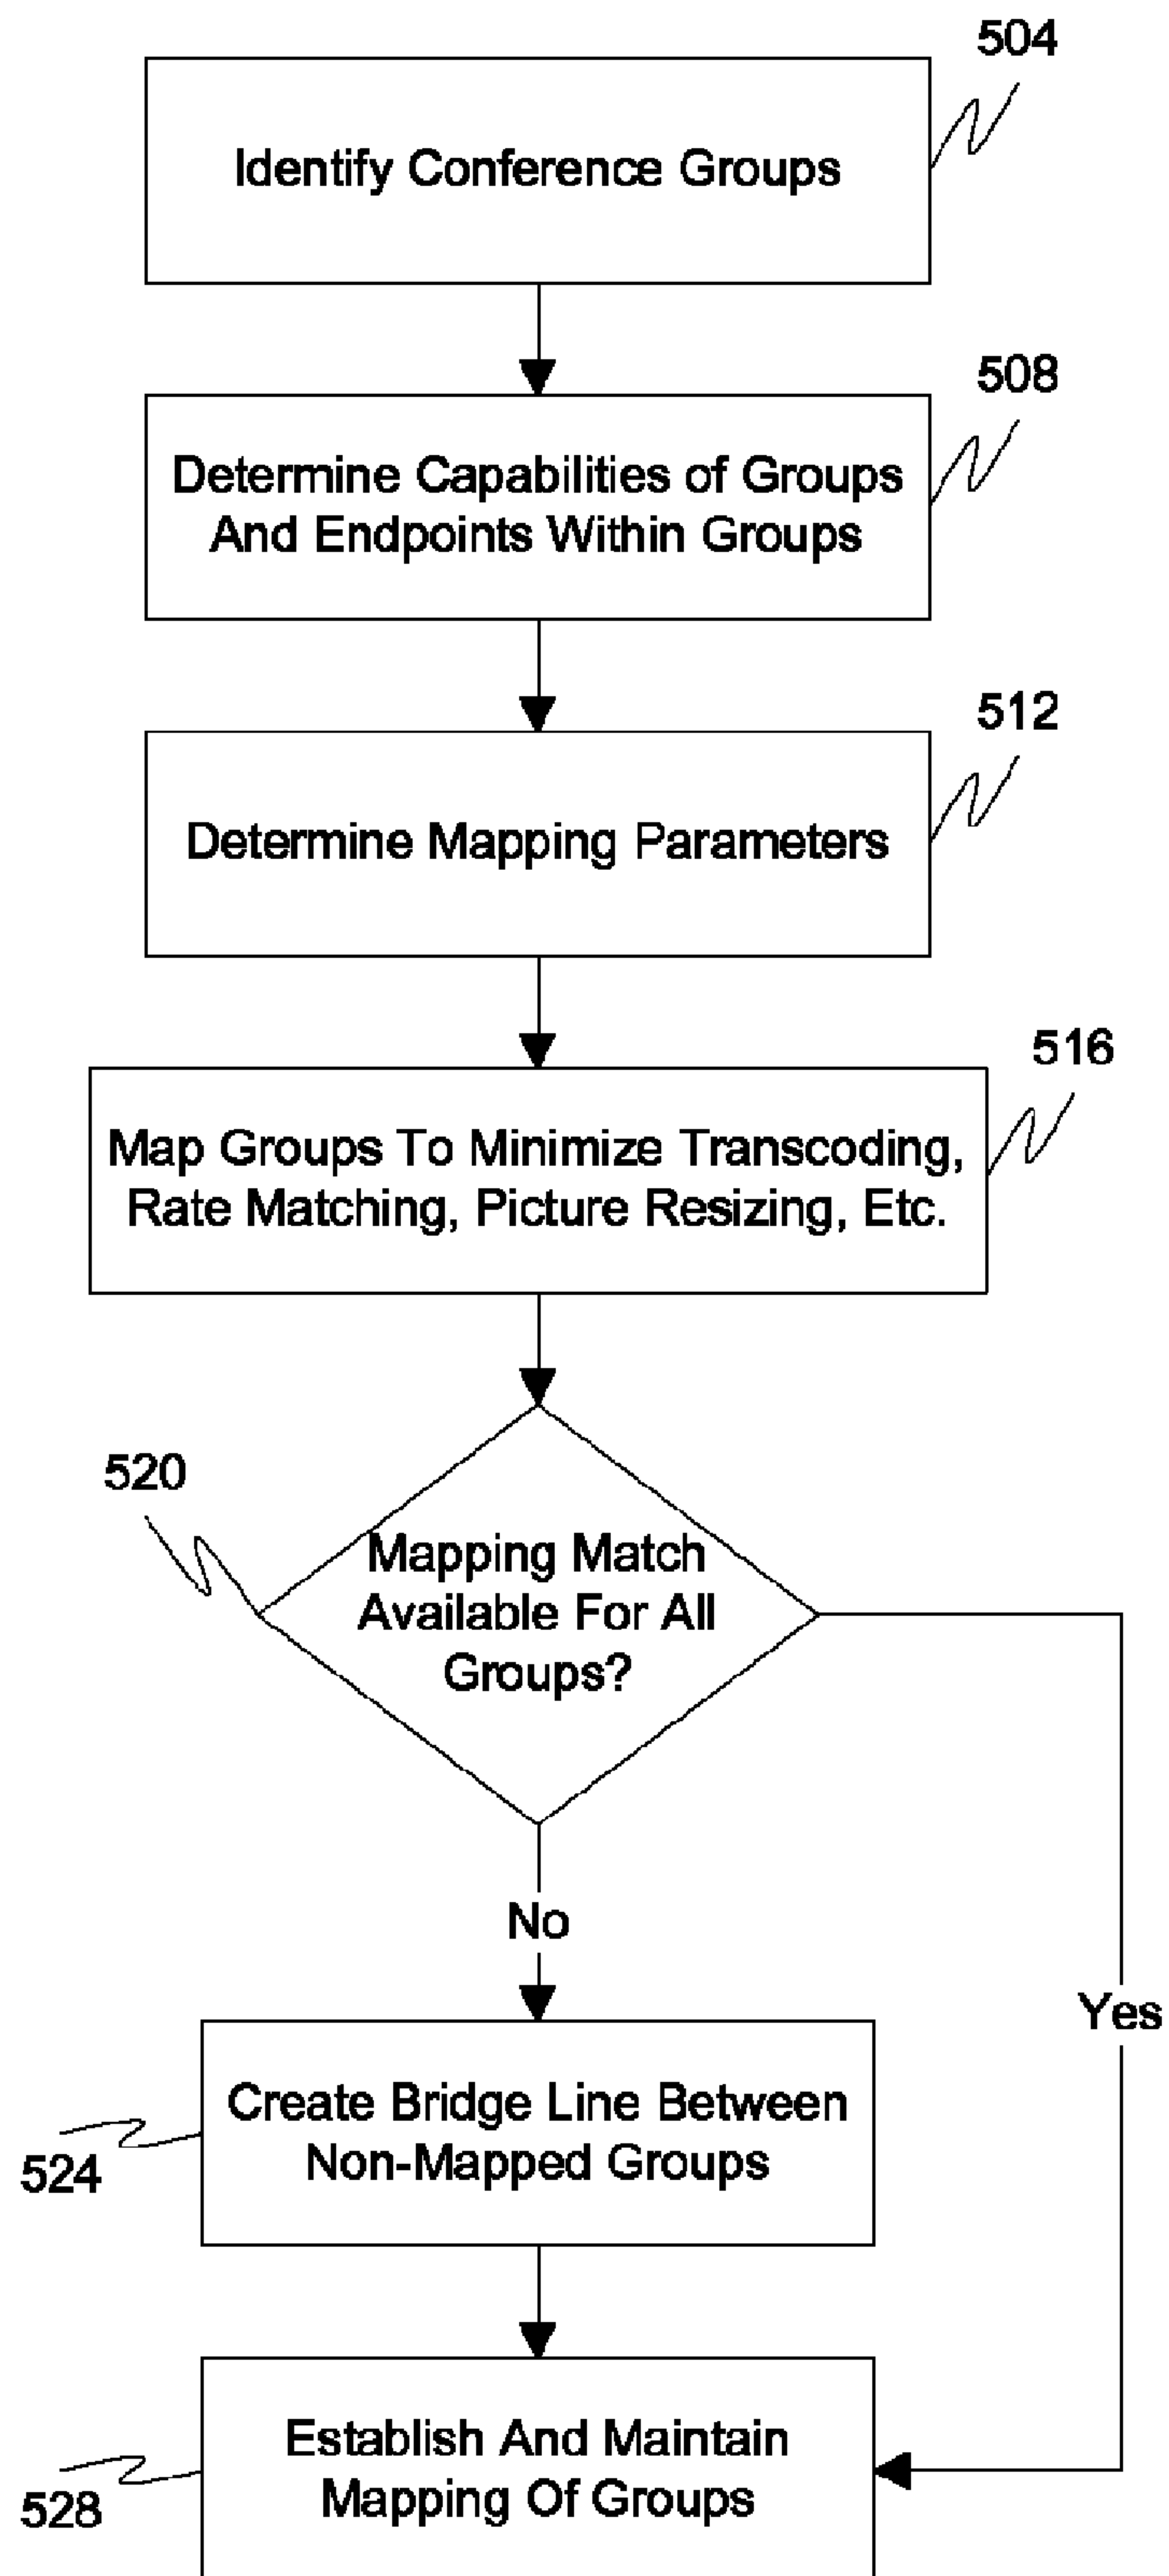 504
Identify Conference Groups
508
Determine Capabilities of Groups
And Endpoints Within Groups
512
Determine Mapping Parameters
516
Map Groups To Minimize Transcoding,
Rate Matching, Picture Resizing, Etc.
520
Mapping Match
Available For All
Groups?
No
Yes
Create Bridge Line Between
Non-Mapped Groups
524
Establish And Maintain
Mapping Of Groups
528